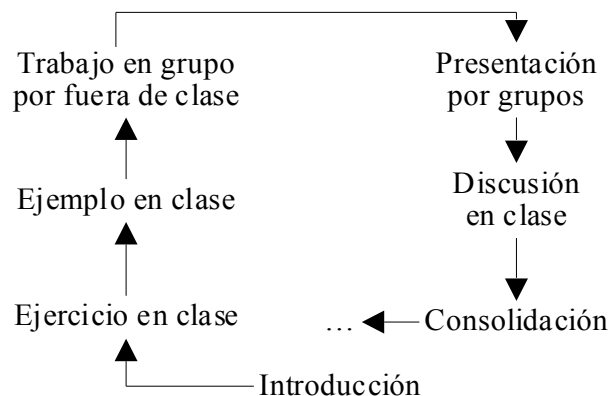 Trabajo en grupo
por fuera de clase
Presentación
por grupos
Ejemplo en clase
Discusión
en clase
Ejercicio en clase
...
Consolidación
Introducción